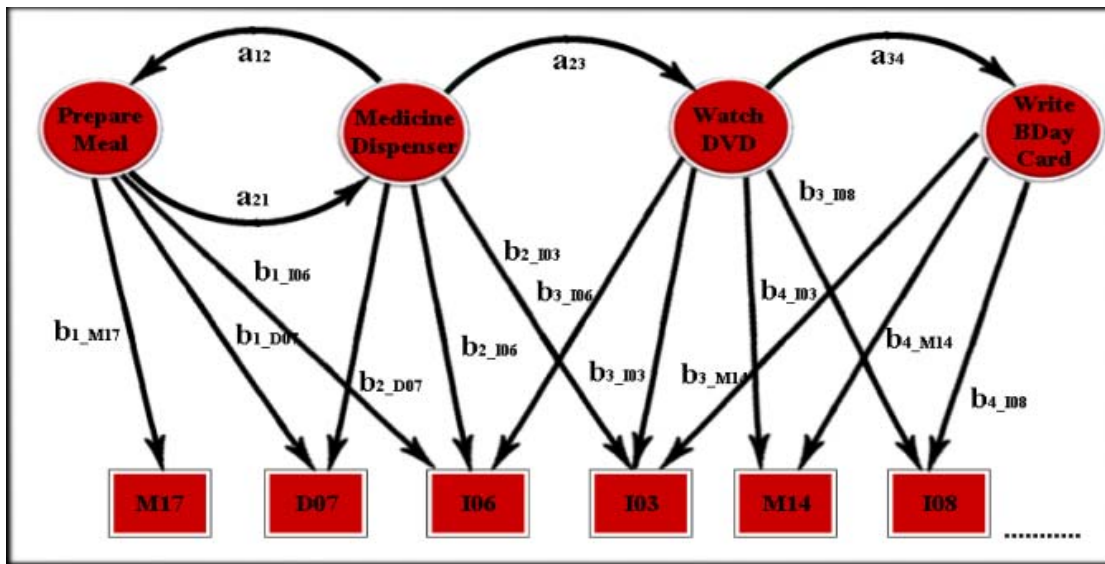 a12
a23
a34
Prepare
Meal
Medicine
Dispenser
Watch
DVD
Write
BDay
Card
a21
b3_I08
b2_I03
b1_I06
b3_I06
b4_I03
b1_M17
b1_D07
b2_I06
b4_M14
b2_D07
b3_I03
b3_M14
b4_I08
M17
D07
I06
I03
M14
I08
...........